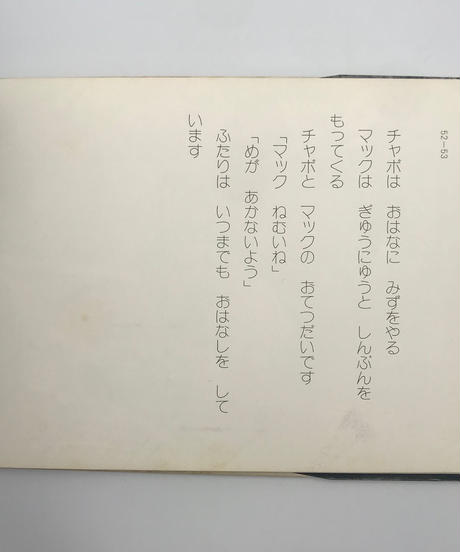 52-53
チャポは　おはなに　みずをやる
マックは　ぎゅうにゅうと　しんぶんを
もってくる
チャポと　マックの　おてつだいです
「マック　ねむいね」
「めが　あかないよう」
ふたりは　いつまでも　おはなしを　して
います